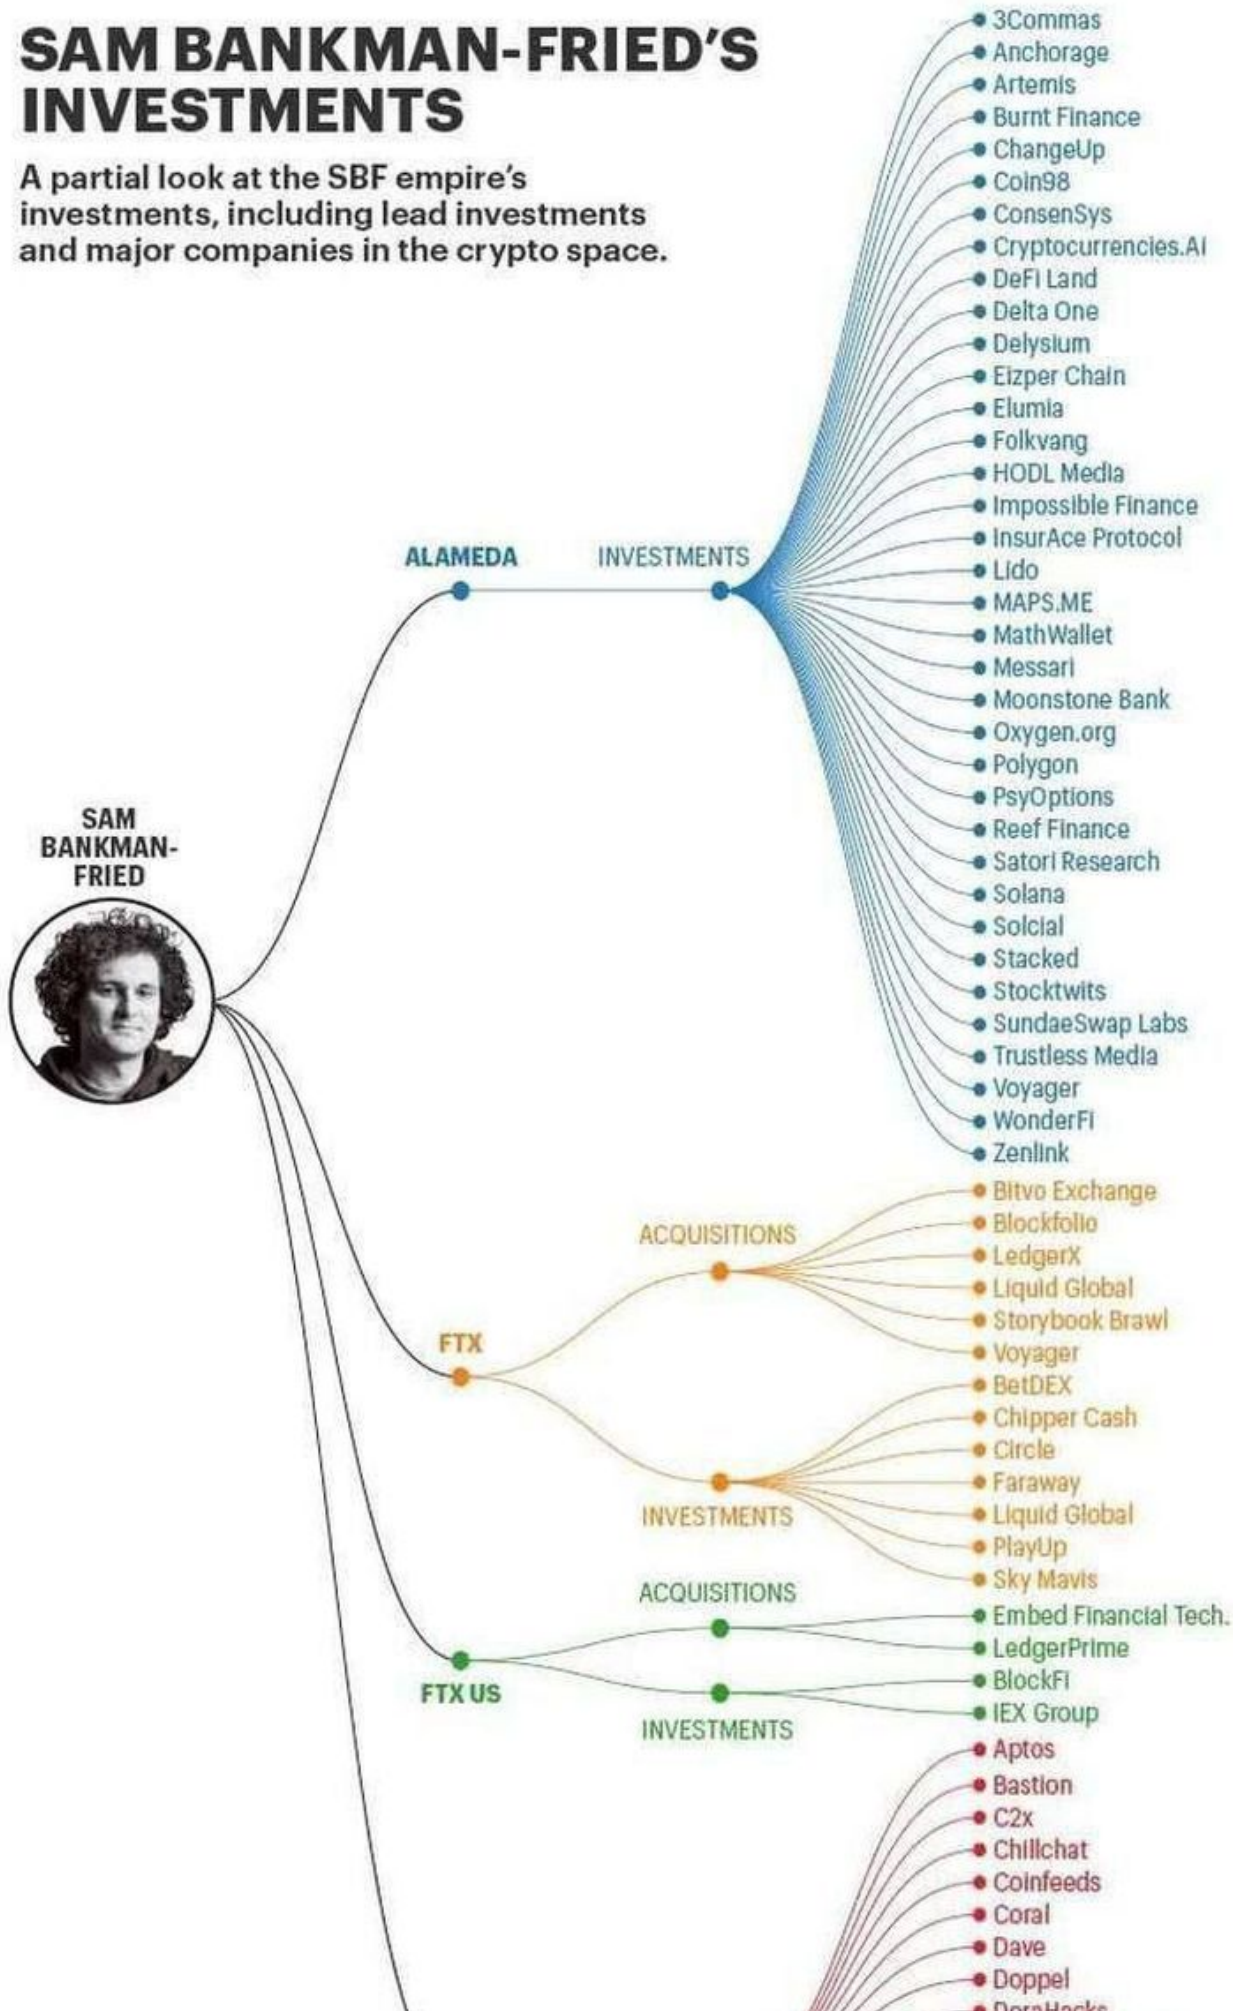 SAM BANKMAN-FRIED'S
INVESTMENTS
A partial look at the SBF empire's
investments, including lead investments
and major companies in the crypto space.
SAM
BANKMAN-
FRIED
ALAMEDA
INVESTMENTS
3Commas
Anchorage
Artemis
Burnt Finance
ChangeUp
Coin98
ConsenSys
Cryptocurrencies.AI
DeFi Land
Delta One
Delysium
Eizper Chain
Elumia
Folkvang
HODL Media
Impossible Finance
InsurAce Protocol
Lido
MAPS.ME
MathWallet
Messari
Moonstone Bank
Oxygen.org
Polygon
PsyOptions
Reef Finance
Satori Research
Solana
Solcial
Stacked
Stocktwits
SundaeSwap Labs
Trustless Media
Voyager
WonderFi
Zenlink
FTX
ACQUISITIONS
Bitvo Exchange
Blockfolio
LedgerX
Liquid Global
Storybook Brawl
Voyager
INVESTMENTS
BetDEX
Chipper Cash
Circle
Faraway
Liquid Global
PlayUp
Sky Mavis
FTX US
ACQUISITIONS
Embed Financial Tech.
LedgerPrime
INVESTMENTS
BlockFi
IEX Group
Aptos
Bastion
C2x
Chillchat
Coinfeeds
Coral
Dave
Doppel
DoraHacks